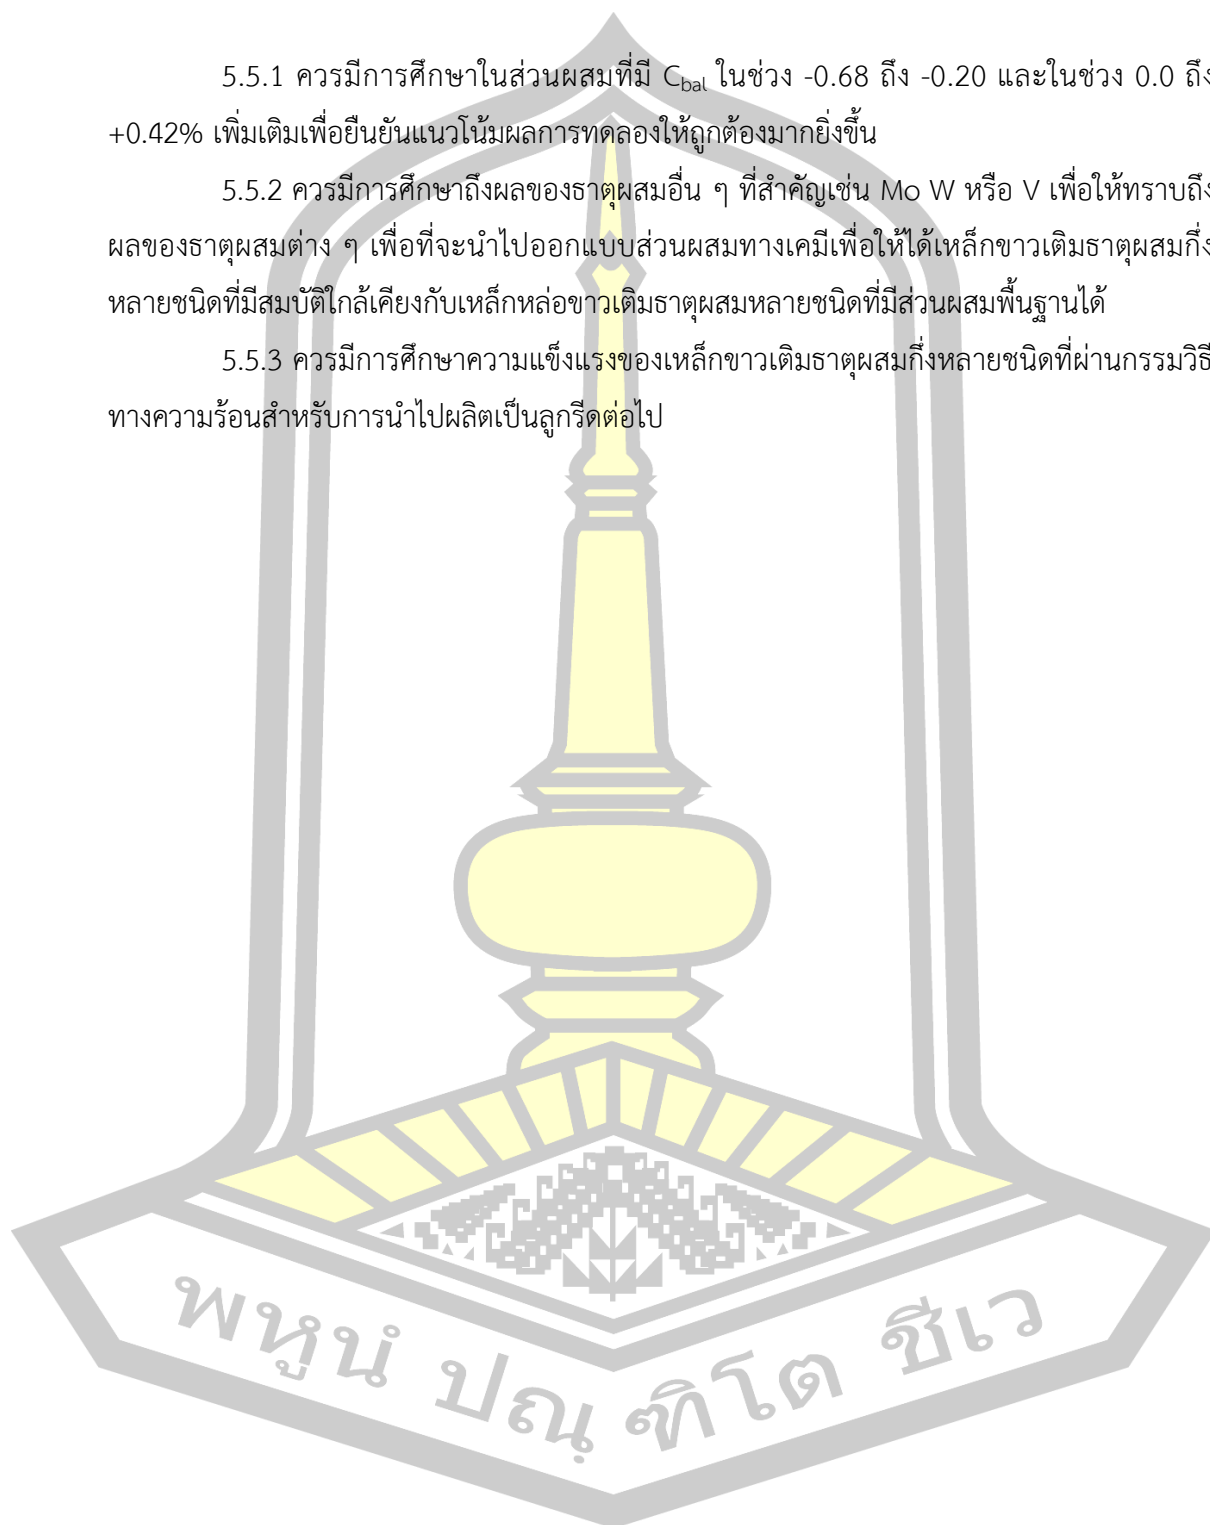 5.5.1 ควรมีการศึกษาในส่วนผสมที่มี Cbal ในช่วง -0.68 ถึง -0.20 และในช่วง 0.0 ถึง
+0.42% เพิ่มเติมเพื่อยืนยันแนวโน้มผลการทดลองให้ถูกต้องมากยิ่งขึ้น
5.5.2 ควรมีการศึกษาถึงผลของธาตุผสมอื่น ๆ ที่สำคัญเช่น Mo W หรือ V เพื่อให้ทราบถึง
ผลของธาตุผสมต่าง ๆ เพื่อที่จะนำไปออกแบบส่วนผสมทางเคมีเพื่อให้ได้เหล็กขาวเติมธาตุผสมกึ่ง
หลายชนิดที่มีสมบัติใกล้เคียงกับเหล็กหล่อขาวเติมธาตุผสมหลายชนิดที่มีส่วนผสมพื้นฐานได้
5.5.3 ควรมีการศึกษาความแข็งแรงของเหล็กขาวเติมธาตุผสมกึ่งหลายชนิดที่ผ่านกรรมวิธี
ทางความร้อนสำหรับการนำไปผลิตเป็นลูกรีดต่อไป
พหูนํ ปณฺฑิโต ชีเว